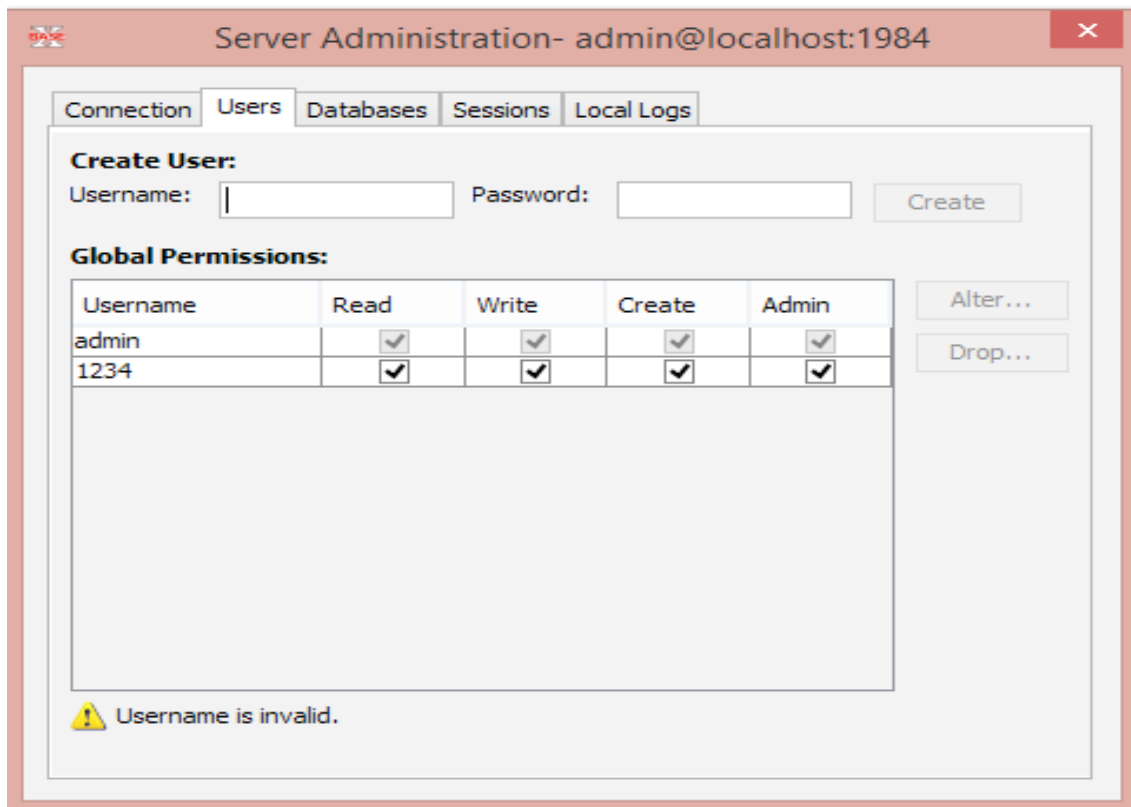 BASE X Server Administration- admin@localhost:1984
Connection Users Databases Sessions Local Logs
Create User:
Username: Password: Create
Global Permissions:
Username Read Write Create Admin
admin
1234
Alter...
Drop...
Username is invalid.